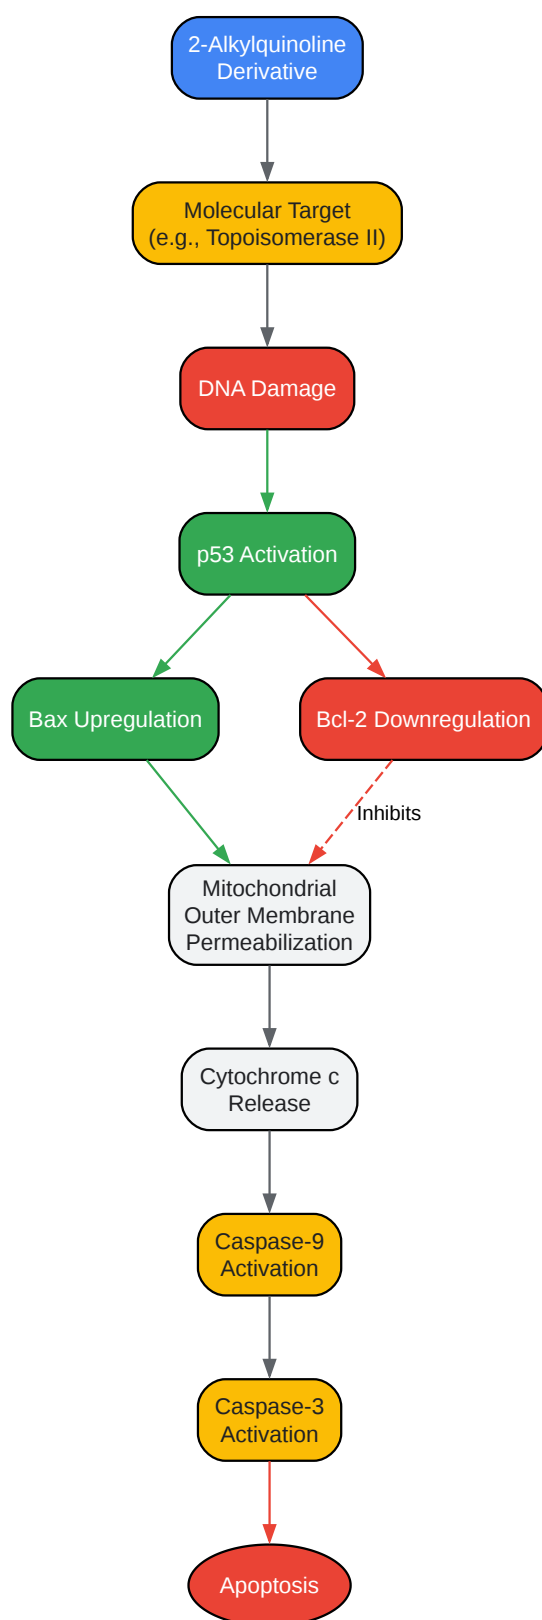 2-Alkylquinoline
Derivative
Molecular Target
(e.g., Topoisomerase II)
DNA Damage
p53 Activation
Bax Upregulation
Bcl-2 Downregulation
Inhibits
Mitochondrial
Outer Membrane
Permeabilization
Cytochrome c
Release
Caspase-9
Activation
Caspase-3
Activation
Apoptosis